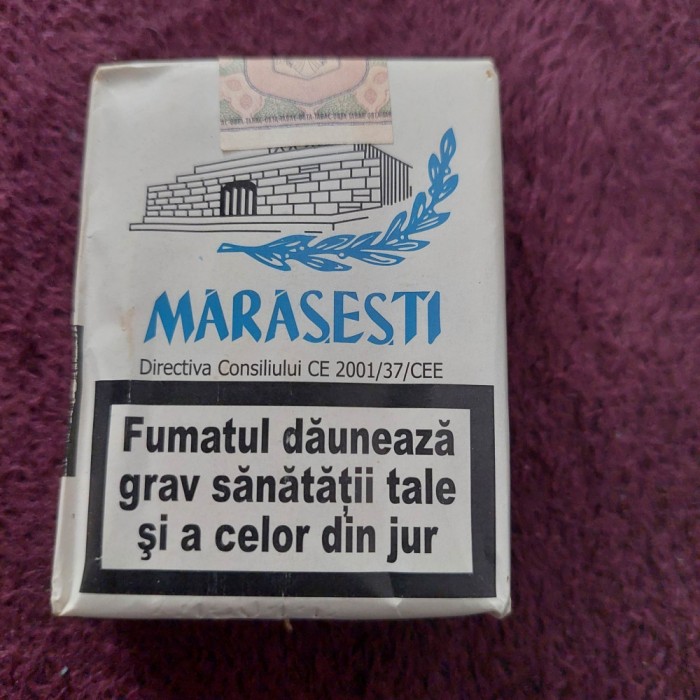 MARASESTI
Directiva Consiliului CE 2001/37/CEE
Fumatul dăunează
grav sănătăţii tale
şi a celor din jur